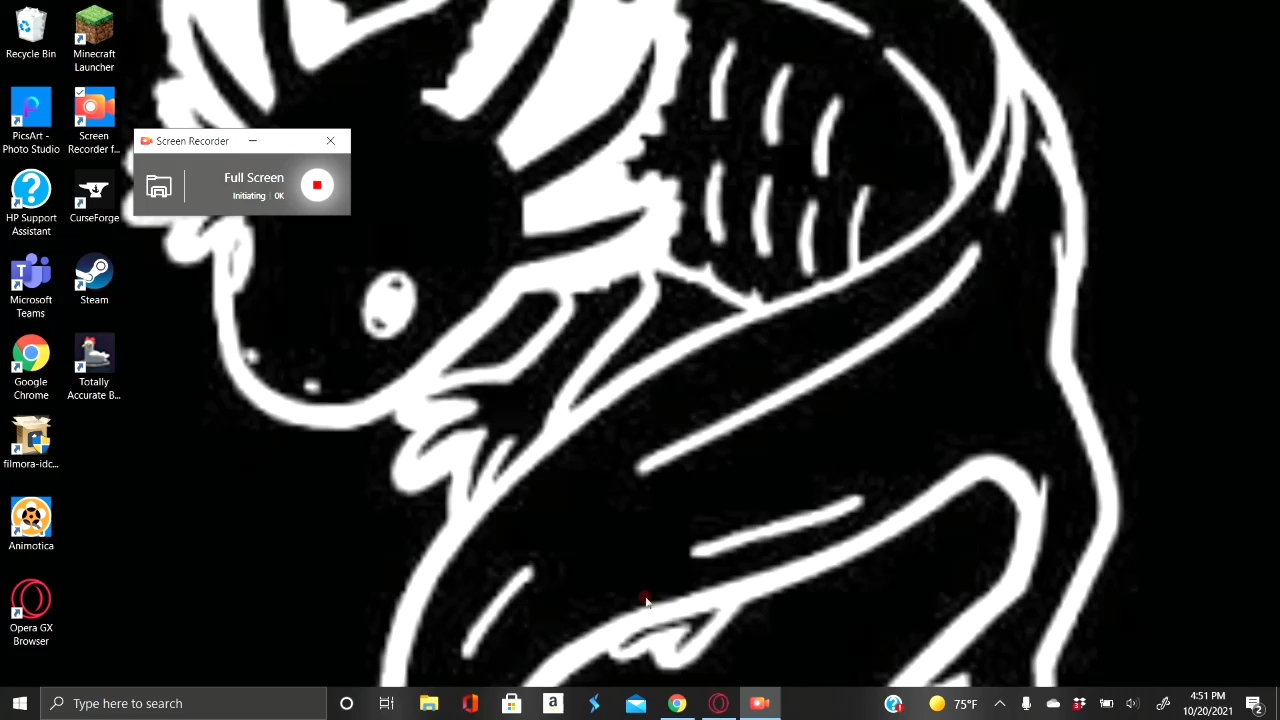 Recycle Bin
Minecraft
Launcher
PicsArt -
Photo Studio
Screen
Recorder f...
Screen Recorder
Full Screen
Initiating | 0K
HP Support
Assistant
CurseForge
Microsoft
Teams
Steam
Google
Chrome
Totally
Accurate B...
filmora-idc...
Animotica
Opera GX
Browser
Type here to search
75°F
4:51 PM
10/20/2021
2